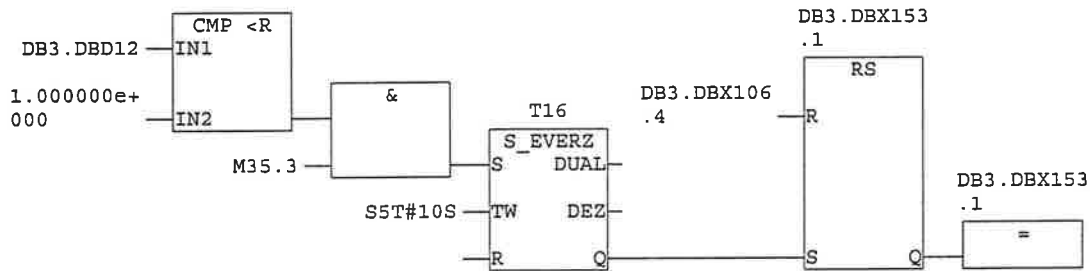 CMP <R
DB3.DBD12
IN1
1.000000e+
000
IN2
&
M35.3
T16
S_EVERZ
S
DUAL
S5T#10S
TW
DEZ
R
Q
DB3.DBX153
.1
RS
DB3.DBX106
.4
R
S
Q
DB3.DBX153
.1
=